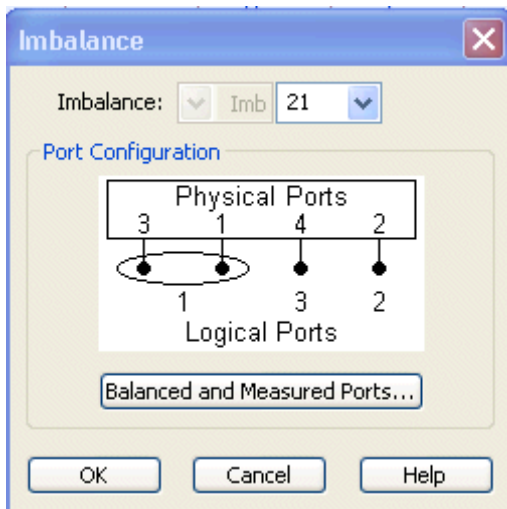 Imbalance
Imbalance: Imb 21
Port Configuration
Physical Ports
3 1 4 2
1 3 2
Logical Ports
Balanced and Measured Ports...
OK Cancel Help